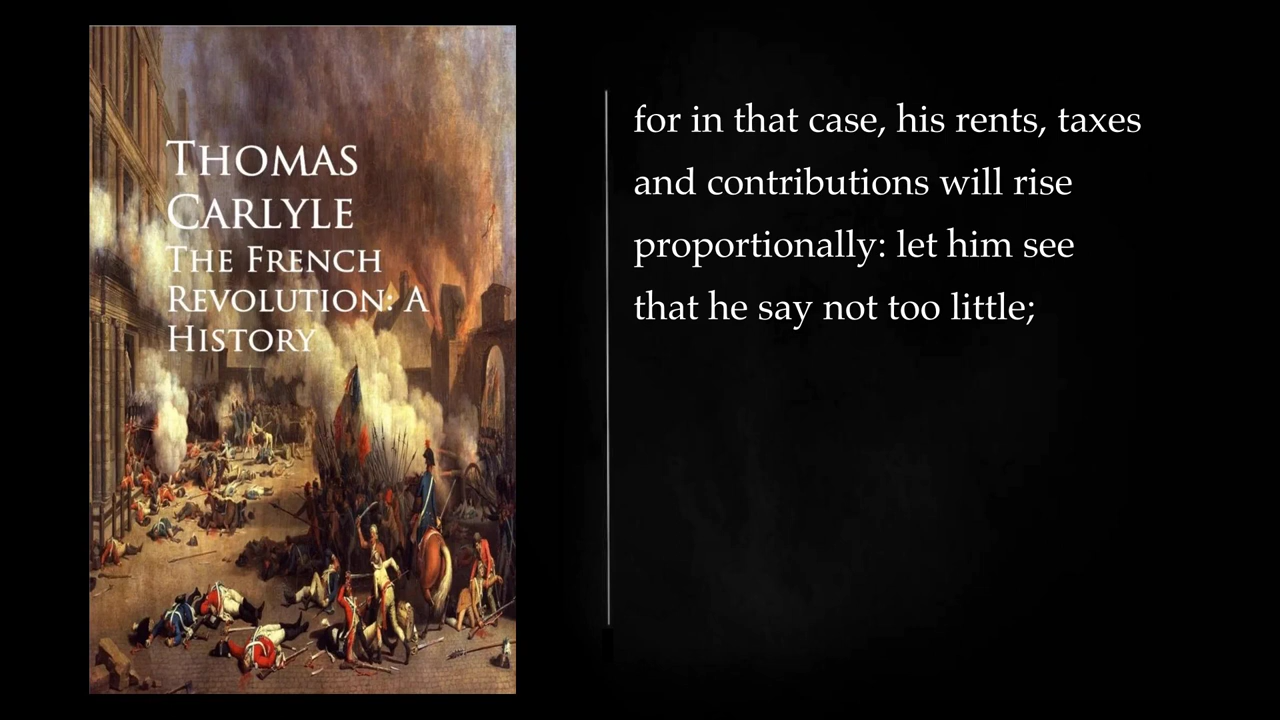 THOMAS
CARLYLE
THE FRENCH
REVOLUTION: A
HISTORY
for in that case, his rents, taxes
and contributions will rise
proportionally: let him see
that he say not too little;